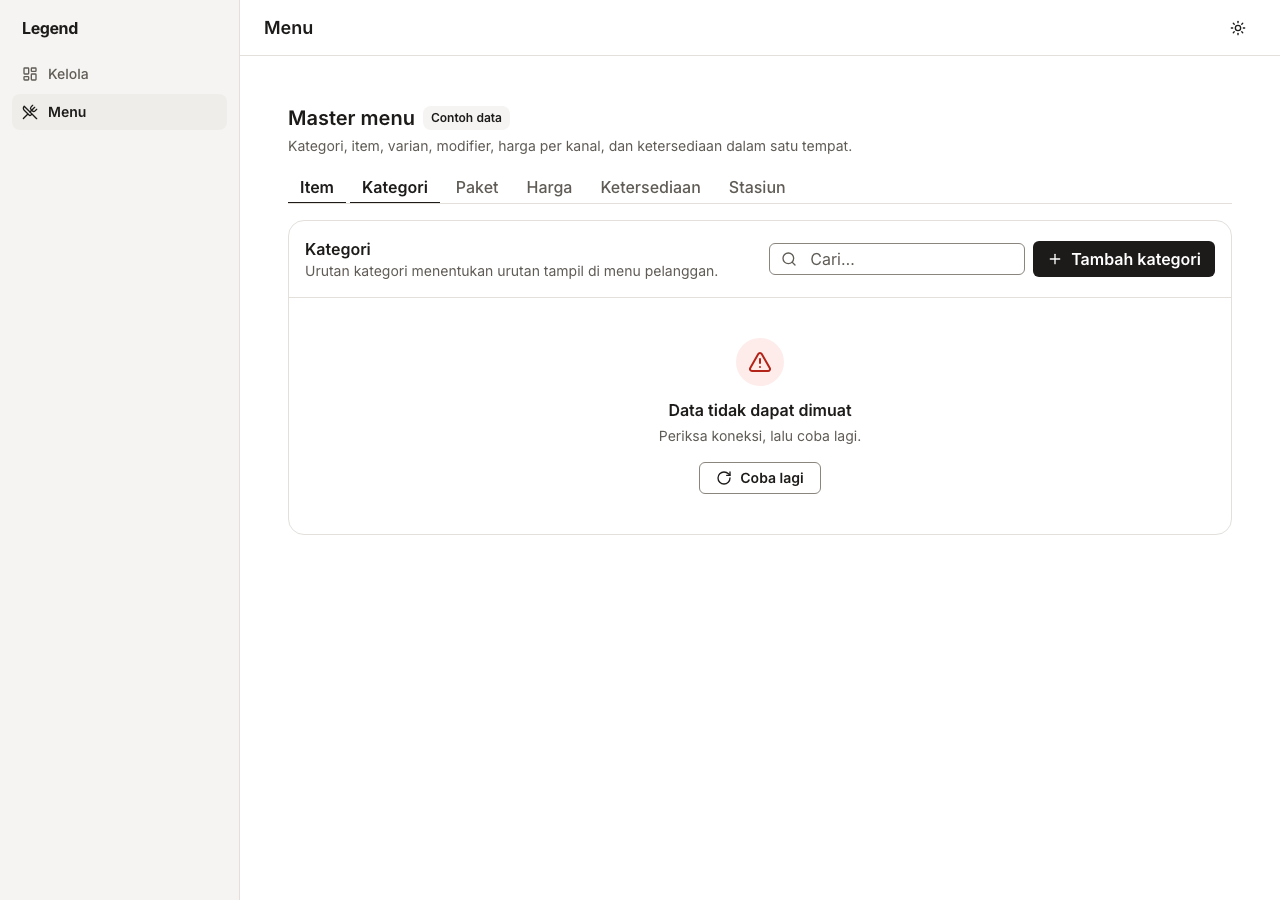 Legend
Kelola
Menu
Menu
Master menu
Contoh data
Kategori, item, varian, modifier, harga per kanal, dan ketersediaan dalam satu tempat.
Item
Kategori
Paket
Harga
Ketersediaan
Stasiun
Kategori
Urutan kategori menentukan urutan tampil di menu pelanggan.
Cari...
Tambah kategori
Data tidak dapat dimuat
Periksa koneksi, lalu coba lagi.
Coba lagi